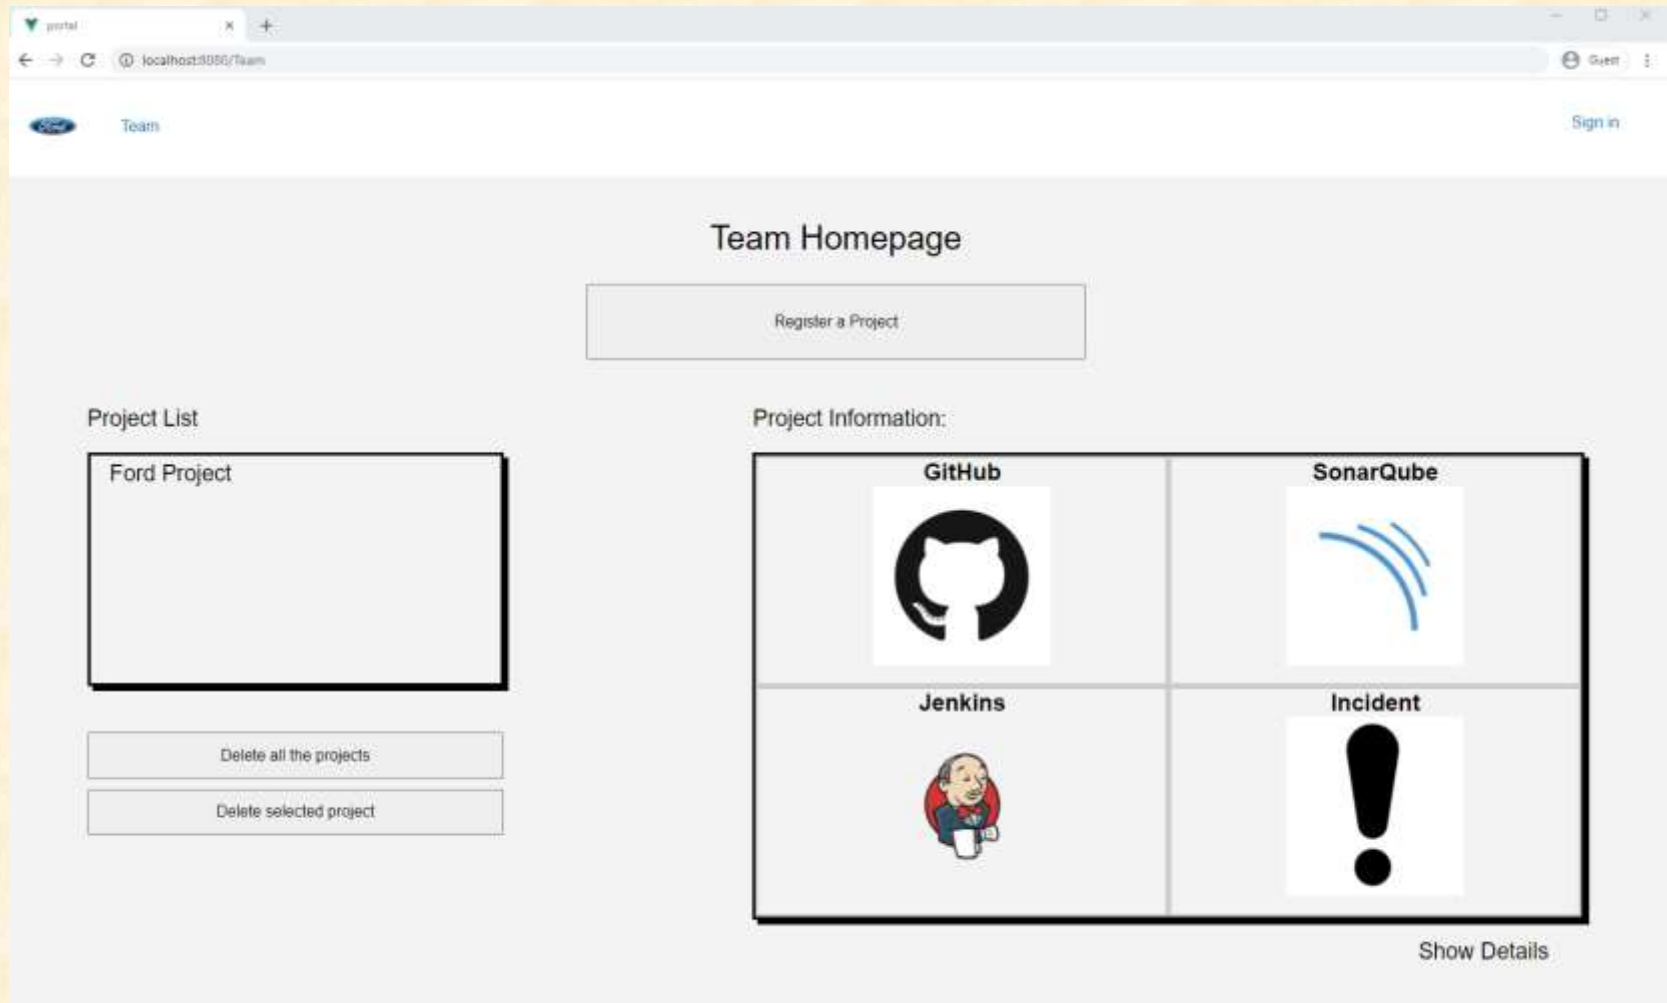 portal
localhost:8080/Team
Guest
Ford
Team
Sign in
Team Homepage
Register a Project
Project List
Project Information:
Ford Project
GitHub
SonarQube
Jenkins
Incident
Delete all the projects
Delete selected project
Show Details